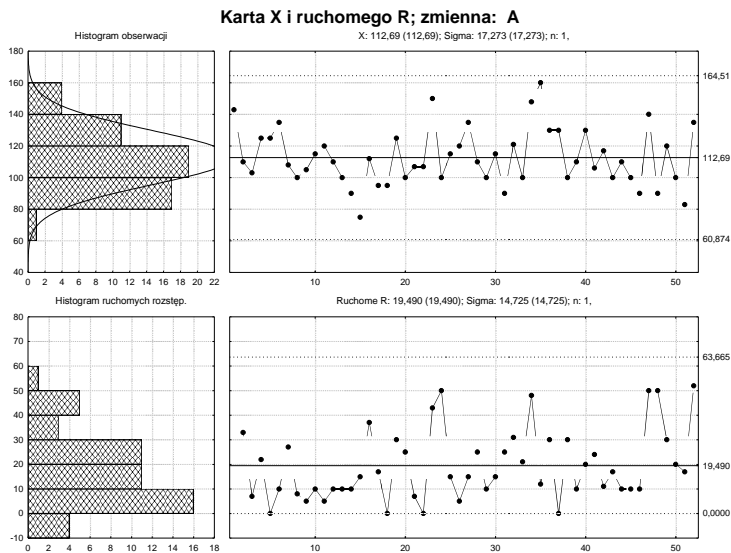 Karta X i ruchomego R; zmienna: A
Histogram obserwacji
X: 112,69 (112,69); Sigma: 17,273 (17,273); n: 1,
180
160
140
120
100
80
60
40
0 2 4 6 8 10 12 14 16 18 20 22
164,51
112,69
60,874
10 20 30 40 50
Histogram ruchomych rozstęp.
Ruchome R: 19,490 (19,490); Sigma: 14,725 (14,725); n: 1,
80
70
60
50
40
30
20
10
0
-10
0 2 4 6 8 10 12 14 16 18
63,665
19,490
0,0000
10 20 30 40 50